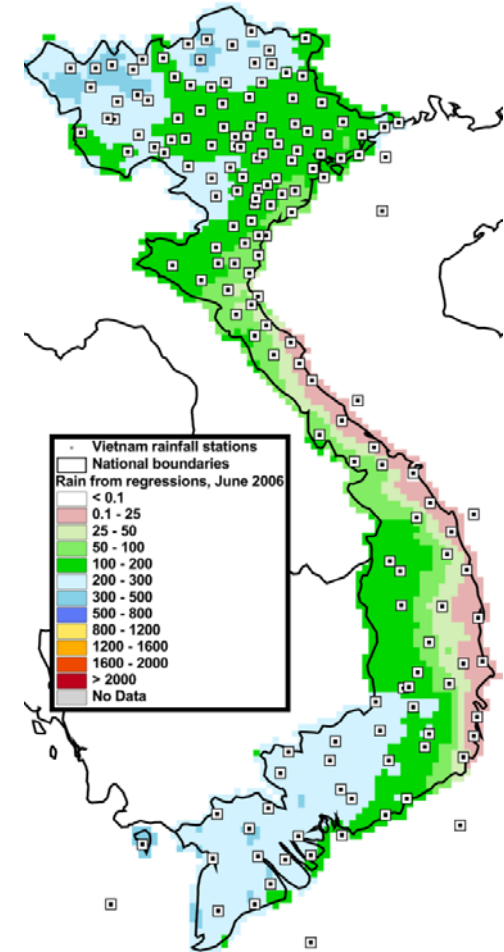 Vietnam rainfall stations
National boundaries
Rain from regressions, June 2006
< 0.1
0.1 - 25
25 - 50
50 - 100
100 - 200
200 - 300
300 - 500
500 - 800
800 - 1200
1200 - 1600
1600 - 2000
> 2000
No Data